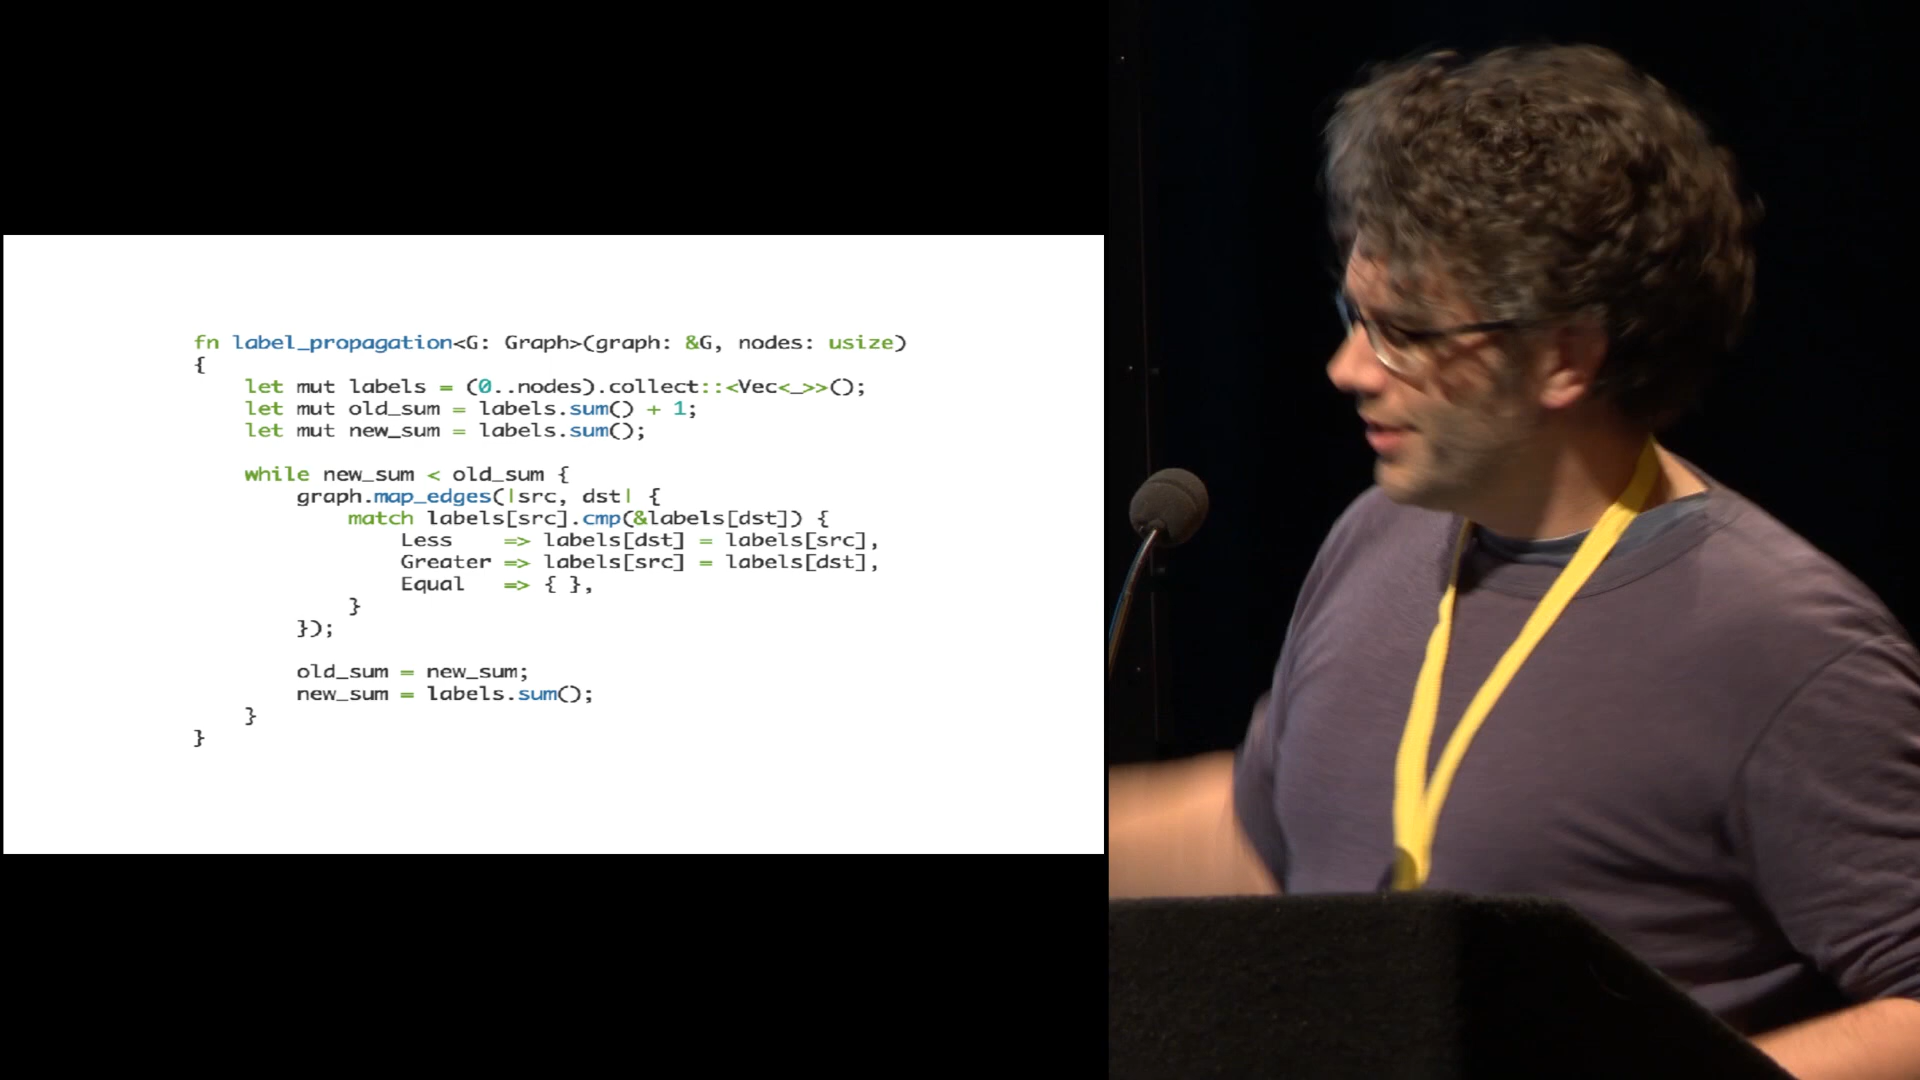 fn label_propagation<G: Graph>(graph: &G, nodes: usize)
{
    let mut labels = (0..nodes).collect::<Vec<_>>();
    let mut old_sum = labels.sum() + 1;
    let mut new_sum = labels.sum();
    while new_sum < old_sum {
        graph.map_edges(|src, dst| {
            match labels[src].cmp(&labels[dst]) {
                Less    => labels[dst] = labels[src],
                Greater => labels[src] = labels[dst],
                Equal   => { },
            }
        });
        old_sum = new_sum;
        new_sum = labels.sum();
    }
}